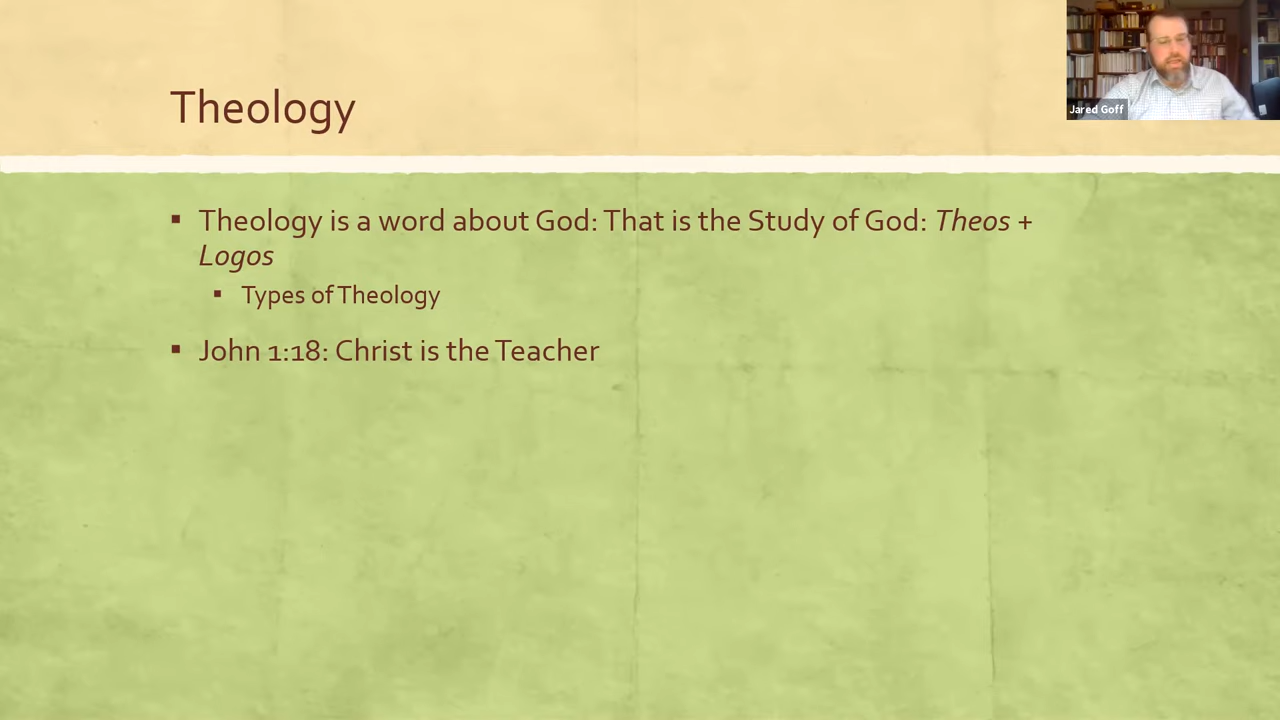 Theology
Jared Goff
▪ Theology is a word about God: That is the Study of God: Theos +
Logos
▪ Types of Theology
▪ John 1:18: Christ is the Teacher